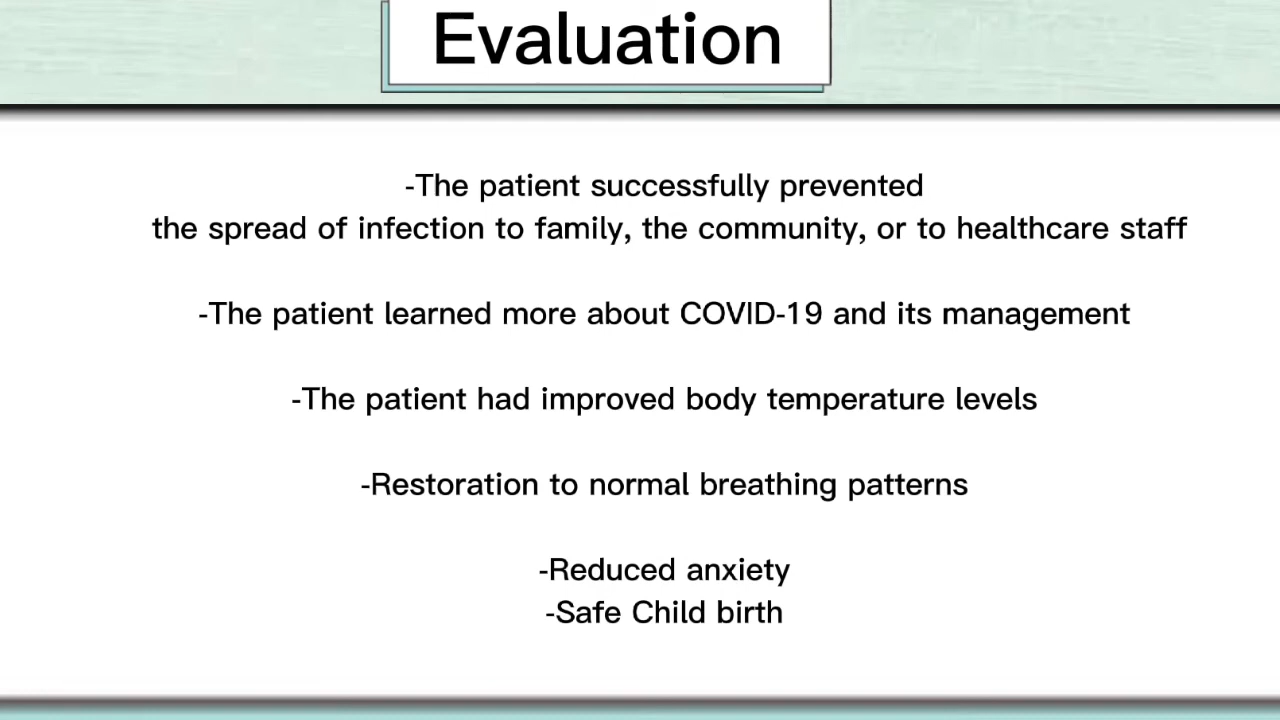 Evaluation
-The patient successfully prevented
the spread of infection to family, the community, or to healthcare staff
-The patient learned more about COVID-19 and its management
-The patient had improved body temperature levels
-Restoration to normal breathing patterns
-Reduced anxiety
-Safe Child birth